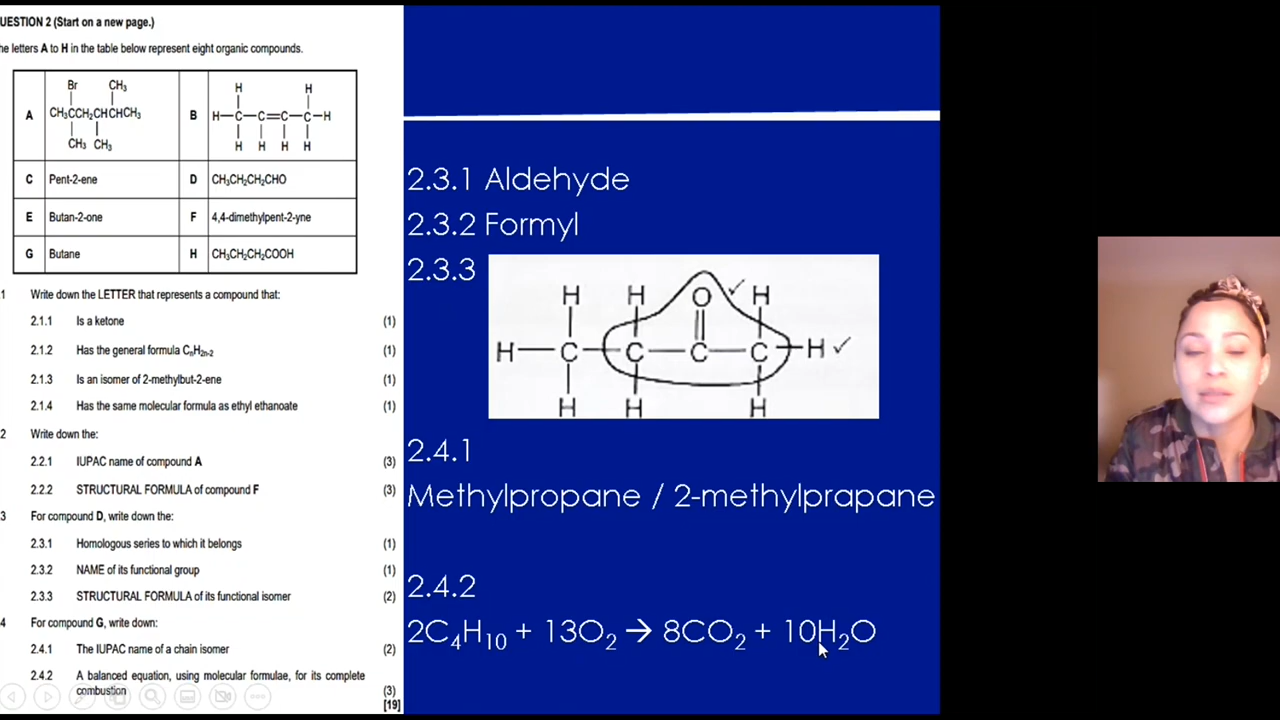 UESTION 2 (Start on a new page.)
he letters A to H in the table below represent eight organic compounds.
Br CH₃
A CH₃CCH₂CHCHCH₃
CH₃ CH₃
H H
B H—C—C=C—C—H
H H H H
C Pent-2-ene D CH₃CH₂CH₂CHO
E Butan-2-one F 4,4-dimethylpent-2-yne
G Butane H CH₃CH₂CH₂COOH
1 Write down the LETTER that represents a compound that:
2.1.1 Is a ketone (1)
2.1.2 Has the general formula CₙH₂ₙ₋₂ (1)
2.1.3 Is an isomer of 2-methylbut-2-ene (1)
2.1.4 Has the same molecular formula as ethyl ethanoate (1)
2 Write down the:
2.2.1 IUPAC name of compound A (3)
2.2.2 STRUCTURAL FORMULA of compound F (3)
3 For compound D, write down the:
2.3.1 Homologous series to which it belongs (1)
2.3.2 NAME of its functional group (1)
2.3.3 STRUCTURAL FORMULA of its functional isomer (2)
4 For compound G, write down:
2.4.1 The IUPAC name of a chain isomer (2)
2.4.2 A balanced equation, using molecular formulae, for its complete
combustion (3)
[19]
2.3.1 Aldehyde
2.3.2 Formyl
2.3.3
H H O ✓ H
H—C—C—C—C—H ✓
H H H
2.4.1
Methylpropane / 2-methylprapane
2.4.2
2C₄H₁₀ + 13O₂ → 8CO₂ + 10H₂O